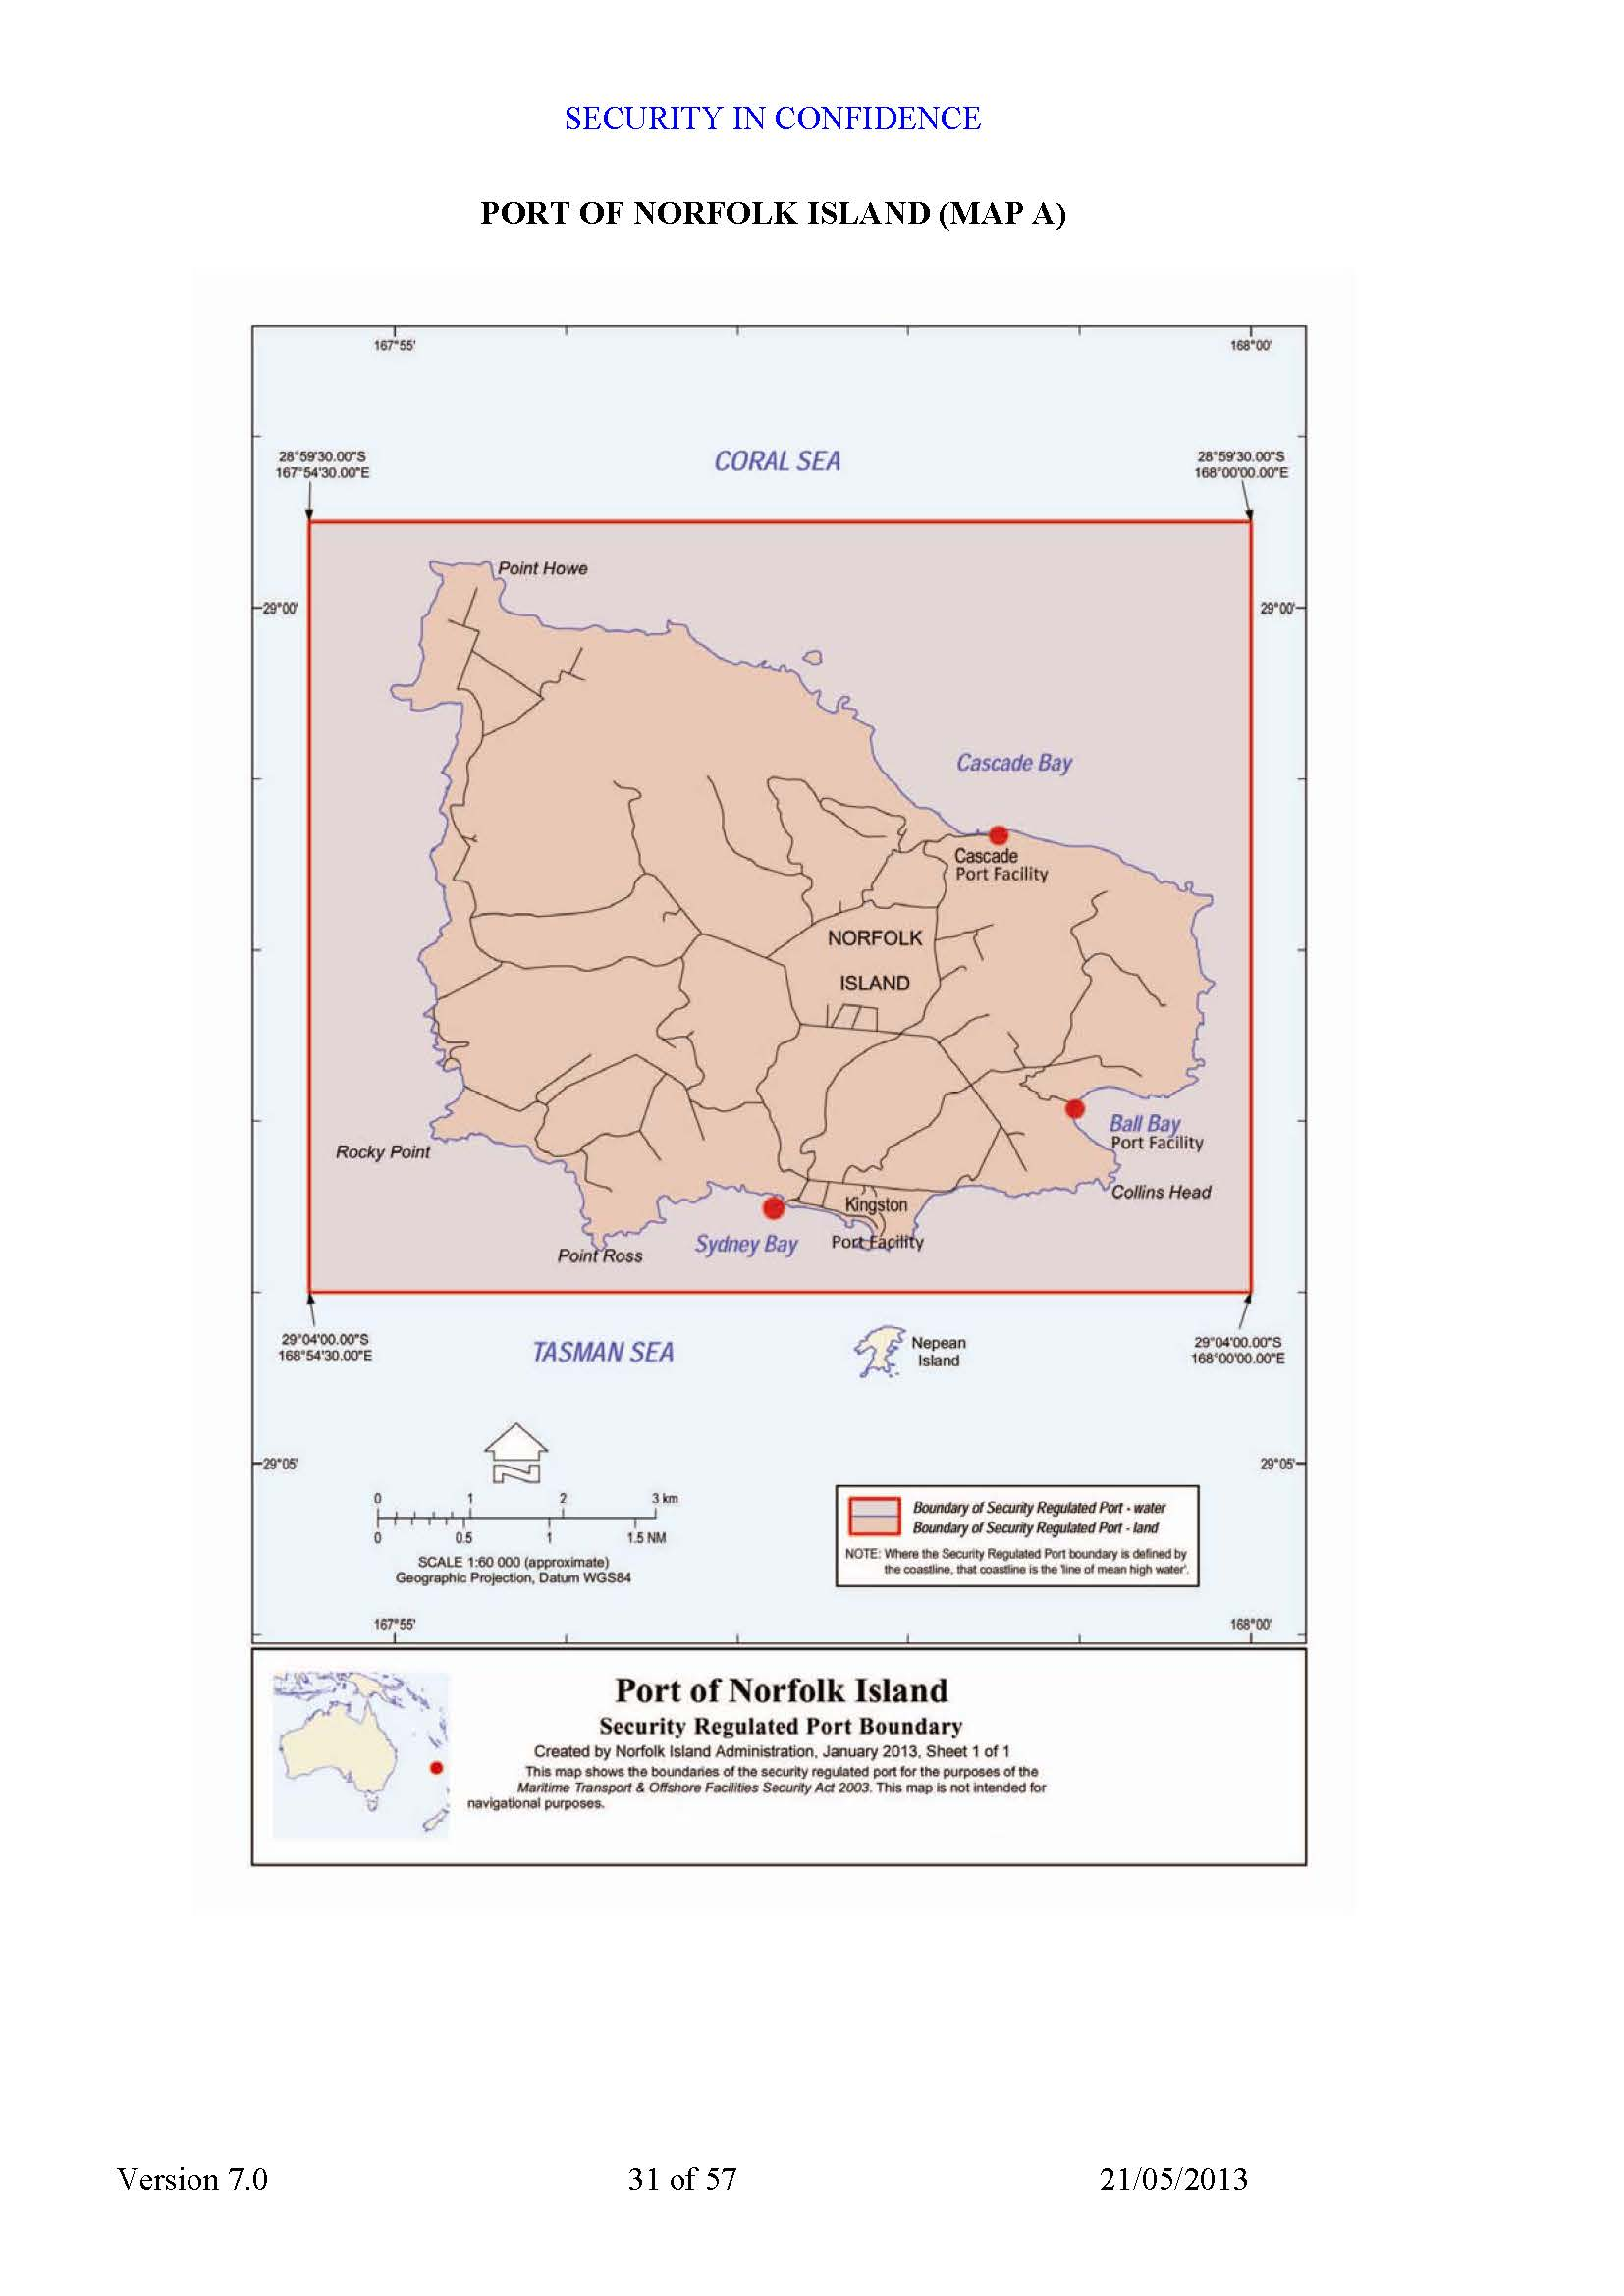 SECURITY IN CONFIDENCE
PORT OF NORFOLK ISLAND (MAP A)
167°55'
168°00'
28°59'30.00"S
167°54'30.00"E
CORAL SEA
28°59'30.00"S
168°00'00.00"E
Point Howe
29°00'
29°00'
Cascade Bay
Cascade
Port Facility
NORFOLK
ISLAND
Ball Bay
Port Facility
Rocky Point
Collins Head
Kingston
Port Facility
Sydney Bay
Point Ross
29°04'00.00"S
168°54'30.00"E
TASMAN SEA
Nepean
Island
29°04'00.00"S
168°00'00.00"E
29°05'
29°05'
N
0 1 2 3 km
0 0.5 1 1.5 NM
SCALE 1:60 000 (approximate)
Geographic Projection, Datum WGS84
Boundary of Security Regulated Port - water
Boundary of Security Regulated Port - land
NOTE: Where the Security Regulated Port boundary is defined by
the coastline, that coastline is the 'line of mean high water'.
167°55'
168°00'
Port of Norfolk Island
Security Regulated Port Boundary
Created by Norfolk Island Administration, January 2013, Sheet 1 of 1
This map shows the boundaries of the security regulated port for the purposes of the
Maritime Transport & Offshore Facilities Security Act 2003. This map is not intended for
navigational purposes.
Version 7.0 31 of 57 21/05/2013